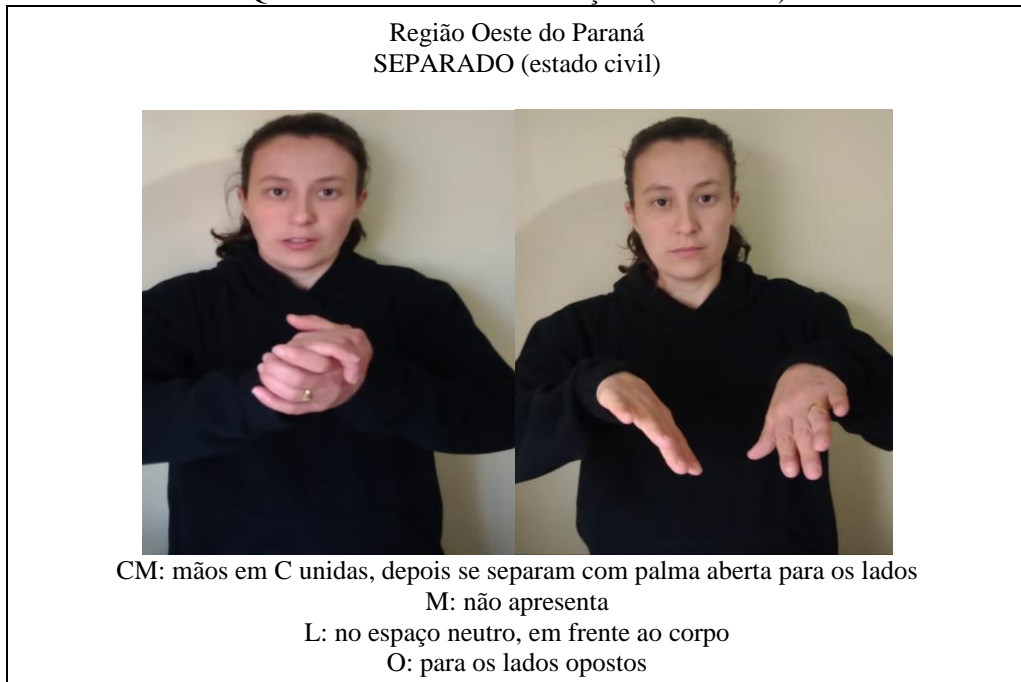 Região Oeste do Paraná
SEPARADO (estado civil)
CM: mãos em C unidas, depois se separam com palma aberta para os lados
M: não apresenta
L: no espaço neutro, em frente ao corpo
O: para os lados opostos